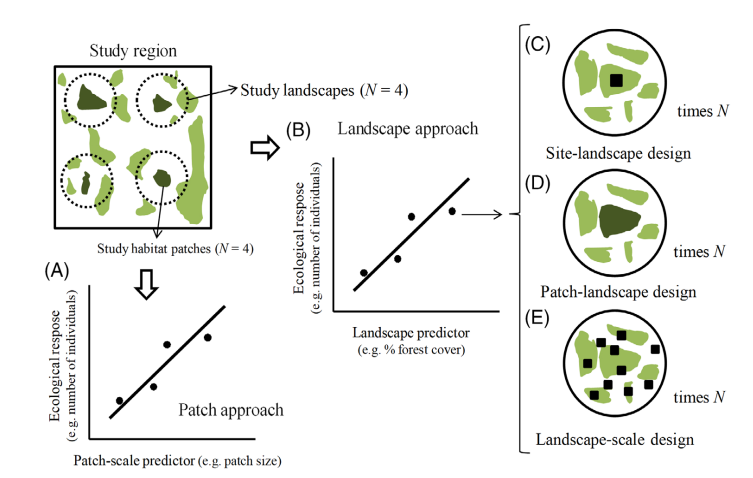 Study region
Study landscapes (N = 4)
Study habitat patches (N = 4)
(A)
Ecological respose
(e.g. number of individuals)
Patch approach
Patch-scale predictor (e.g. patch size)
(B)
Landscape approach
Ecological respose
(e.g. number of individuals)
Landscape predictor
(e.g. % forest cover)
(C)
times N
Site-landscape design
(D)
times N
Patch-landscape design
(E)
times N
Landscape-scale design